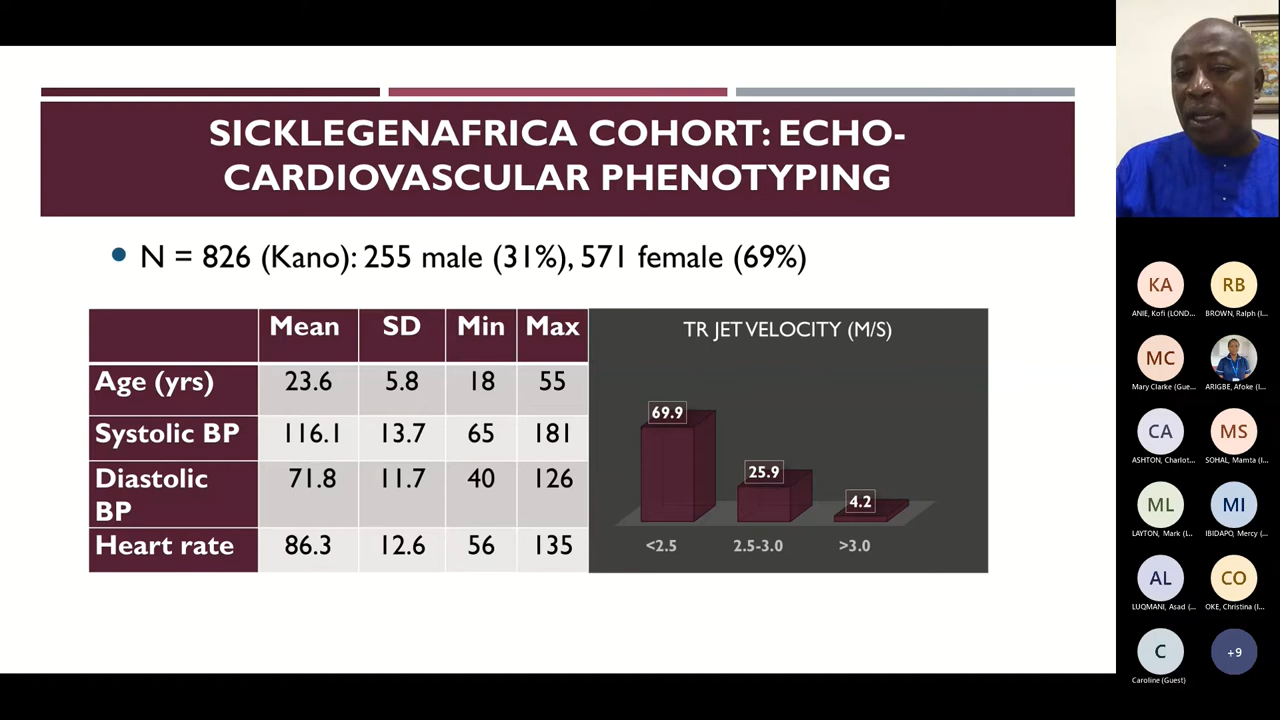 SICKLEGENAFRICA COHORT: ECHO-
CARDIOVASCULAR PHENOTYPING
• N = 826 (Kano): 255 male (31%), 571 female (69%)
Mean SD Min Max
Age (yrs) 23.6 5.8 18 55
Systolic BP 116.1 13.7 65 181
Diastolic
BP 71.8 11.7 40 126
Heart rate 86.3 12.6 56 135
TR JET VELOCITY (M/S)
69.9
25.9
4.2
<2.5 2.5-3.0 >3.0
KA RB
ANIE, Kofi (LOND... BROWN, Ralph (I...
MC
Mary Clarke (Gue... ARIGBE, Afoke (I...
CA MS
ASHTON, Charlot... SOHAL, Mamta (I...
ML MI
LAYTON, Mark (I... IBIDAPO, Mercy (...
AL CO
LUQMANI, Asad (... OKE, Christina (I...
C +9
Caroline (Guest)